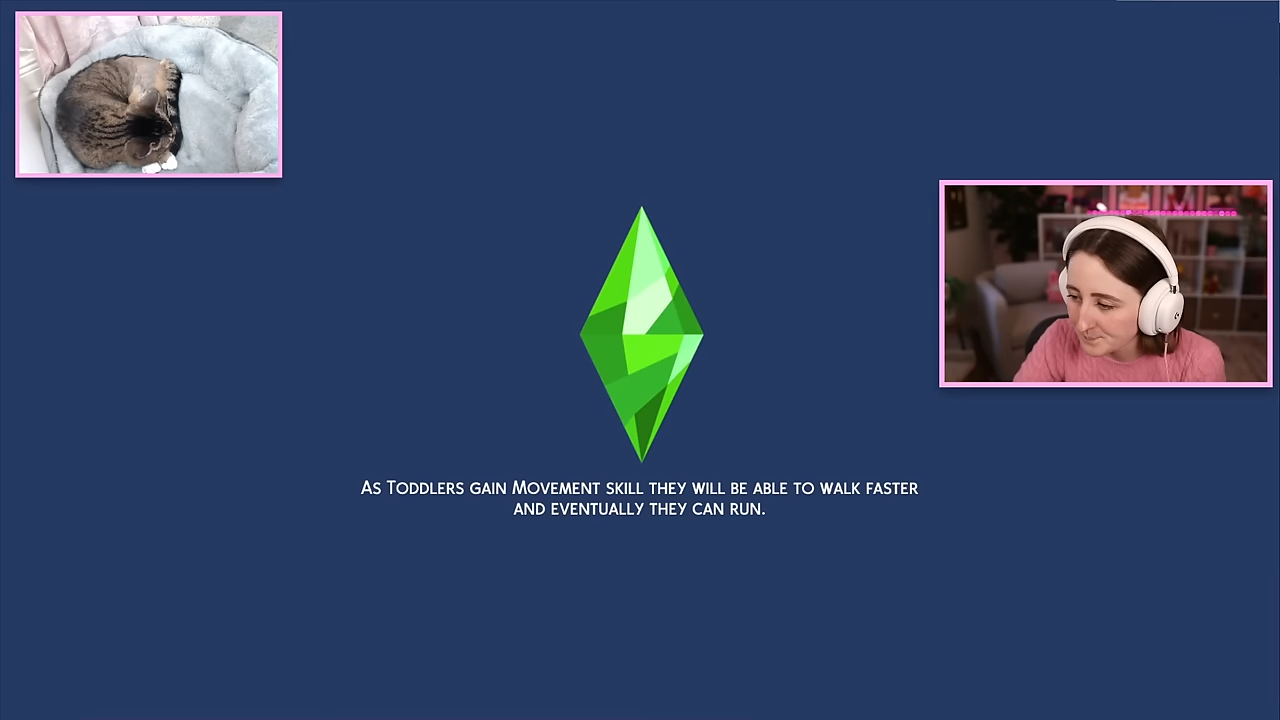 As Toddlers gain Movement skill they will be able to walk faster
and eventually they can run.